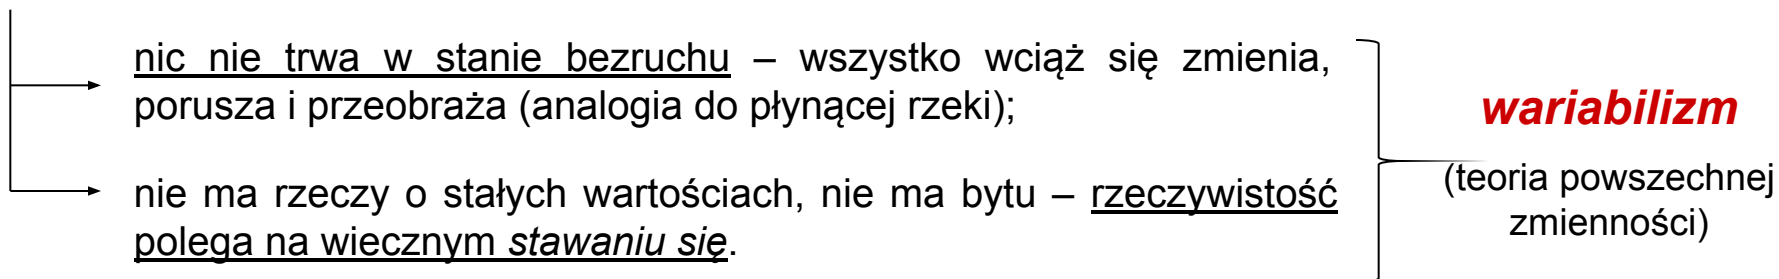 nic nie trwa w stanie bezruchu – wszystko wciąż się zmienia,
porusza i przeobraża (analogia do płynącej rzeki);
nie ma rzeczy o stałych wartościach, nie ma bytu – rzeczywistość
polega na wiecznym stawaniu się.
wariabilizm
(teoria powszechnej
zmienności)